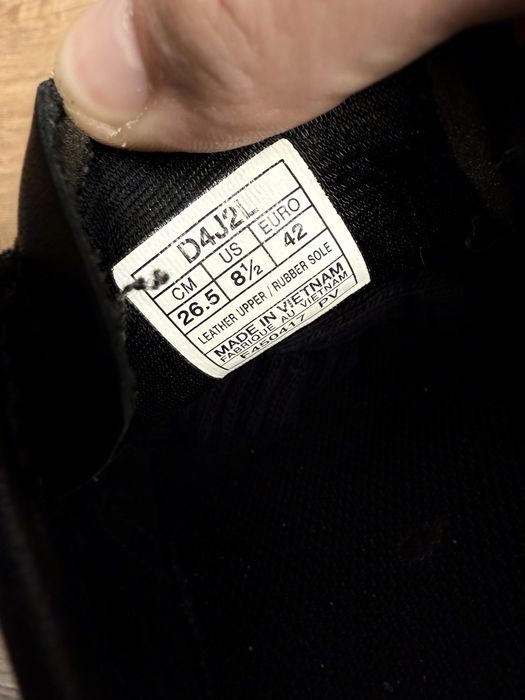 D4J2L
CM US EURO
26.5 8½ 42
LEATHER UPPER / RUBBER SOLE
MADE IN VIETNAM
FABRIQUE AU VIETNAM
F450417 PV